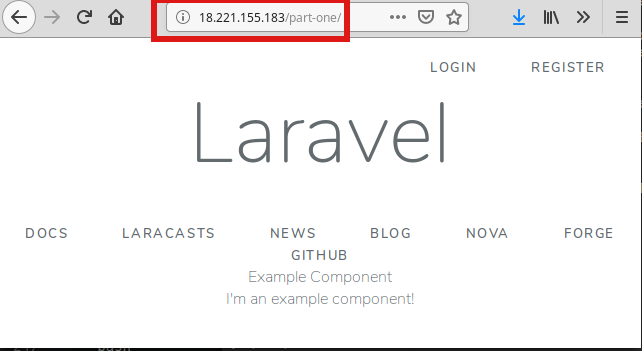 18.221.155.183/part-one/
LOGIN REGISTER
Laravel
DOCS LARACASTS NEWS BLOG NOVA FORGE
GITHUB
Example Component
I'm an example component!